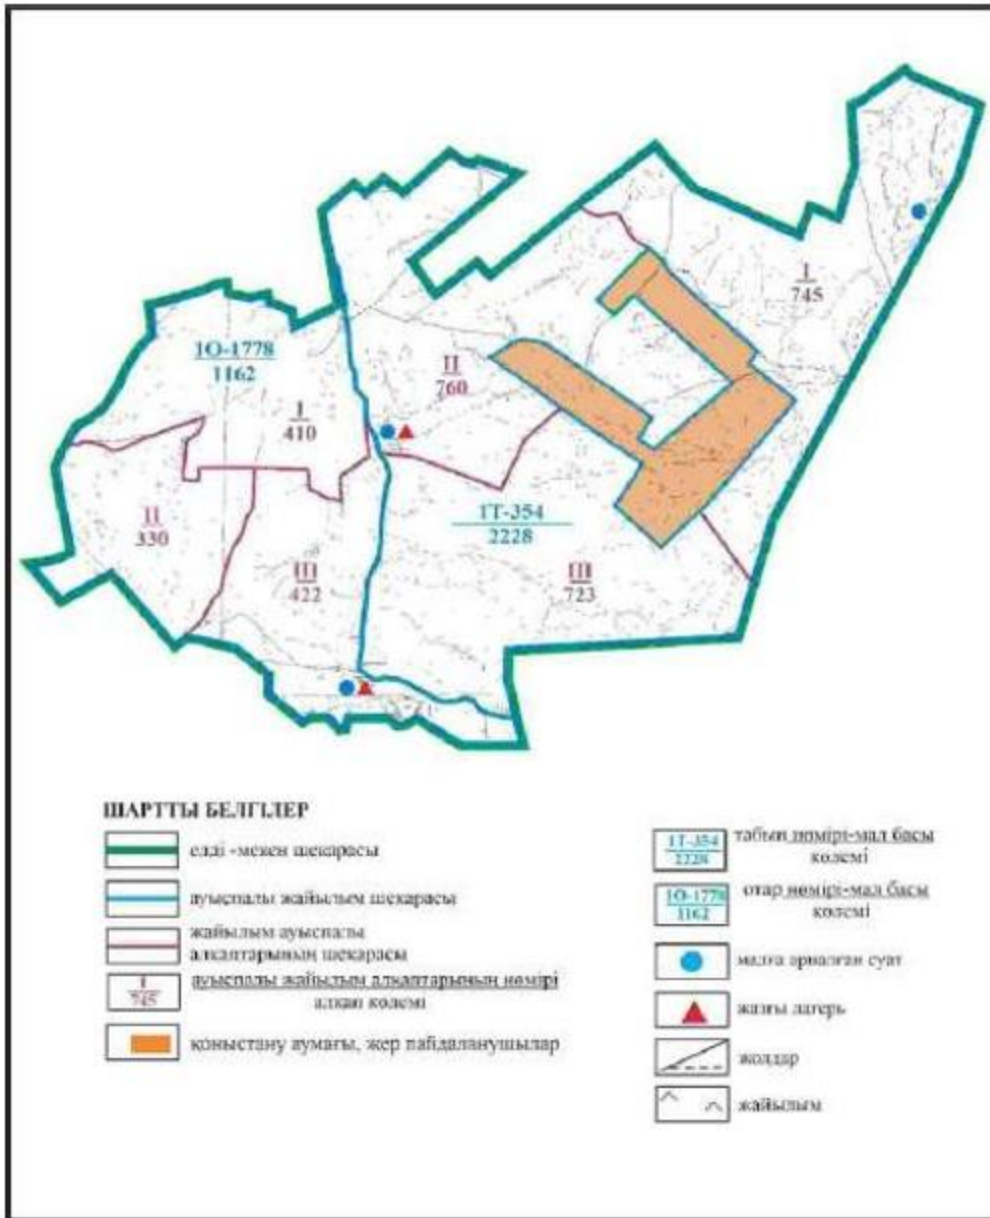 I
745
1О-1778
1162
II
760
I
410
1Т-354
2228
II
330
III
422
III
723
ШАРТТЫ БЕЛГІЛЕР
елді -мекен шекарасы
ауыспалы жайылым шекарасы
жайылым ауыспалы
алқаптарының шекарасы
I
745
ауыспалы жайылым алқаптарының нөмірі
алқап көлемі
қоныстану аумағы, жер пайдаланушылар
1Т-354
2228
табын нөмірі-мал басы
көлемі
1О-1778
1162
отар нөмірі-мал басы
көлемі
малға арналған суат
жазғы лагерь
жолдар
жайылым